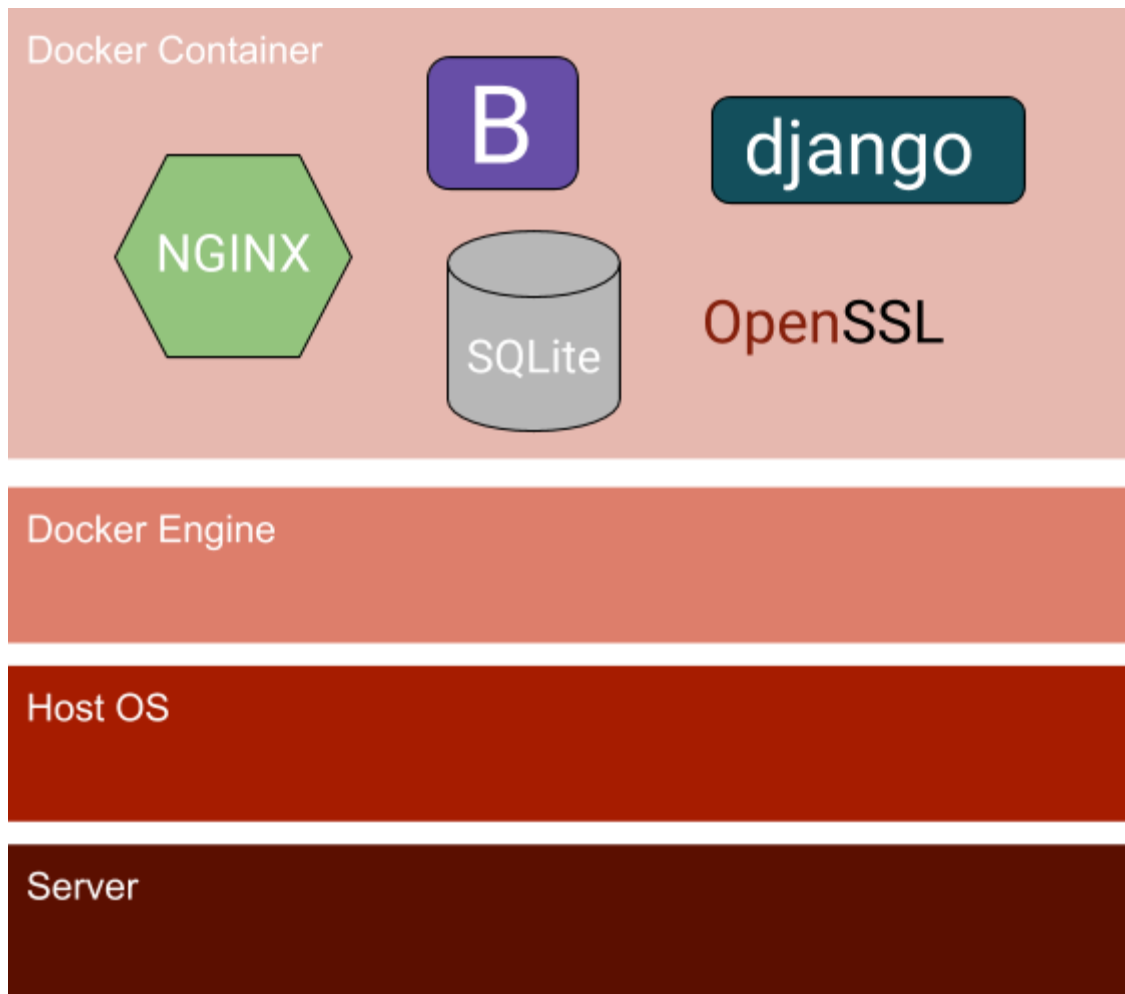 Docker Container
B
django
NGINX
SQLite
OpenSSL
Docker Engine
Host OS
Server